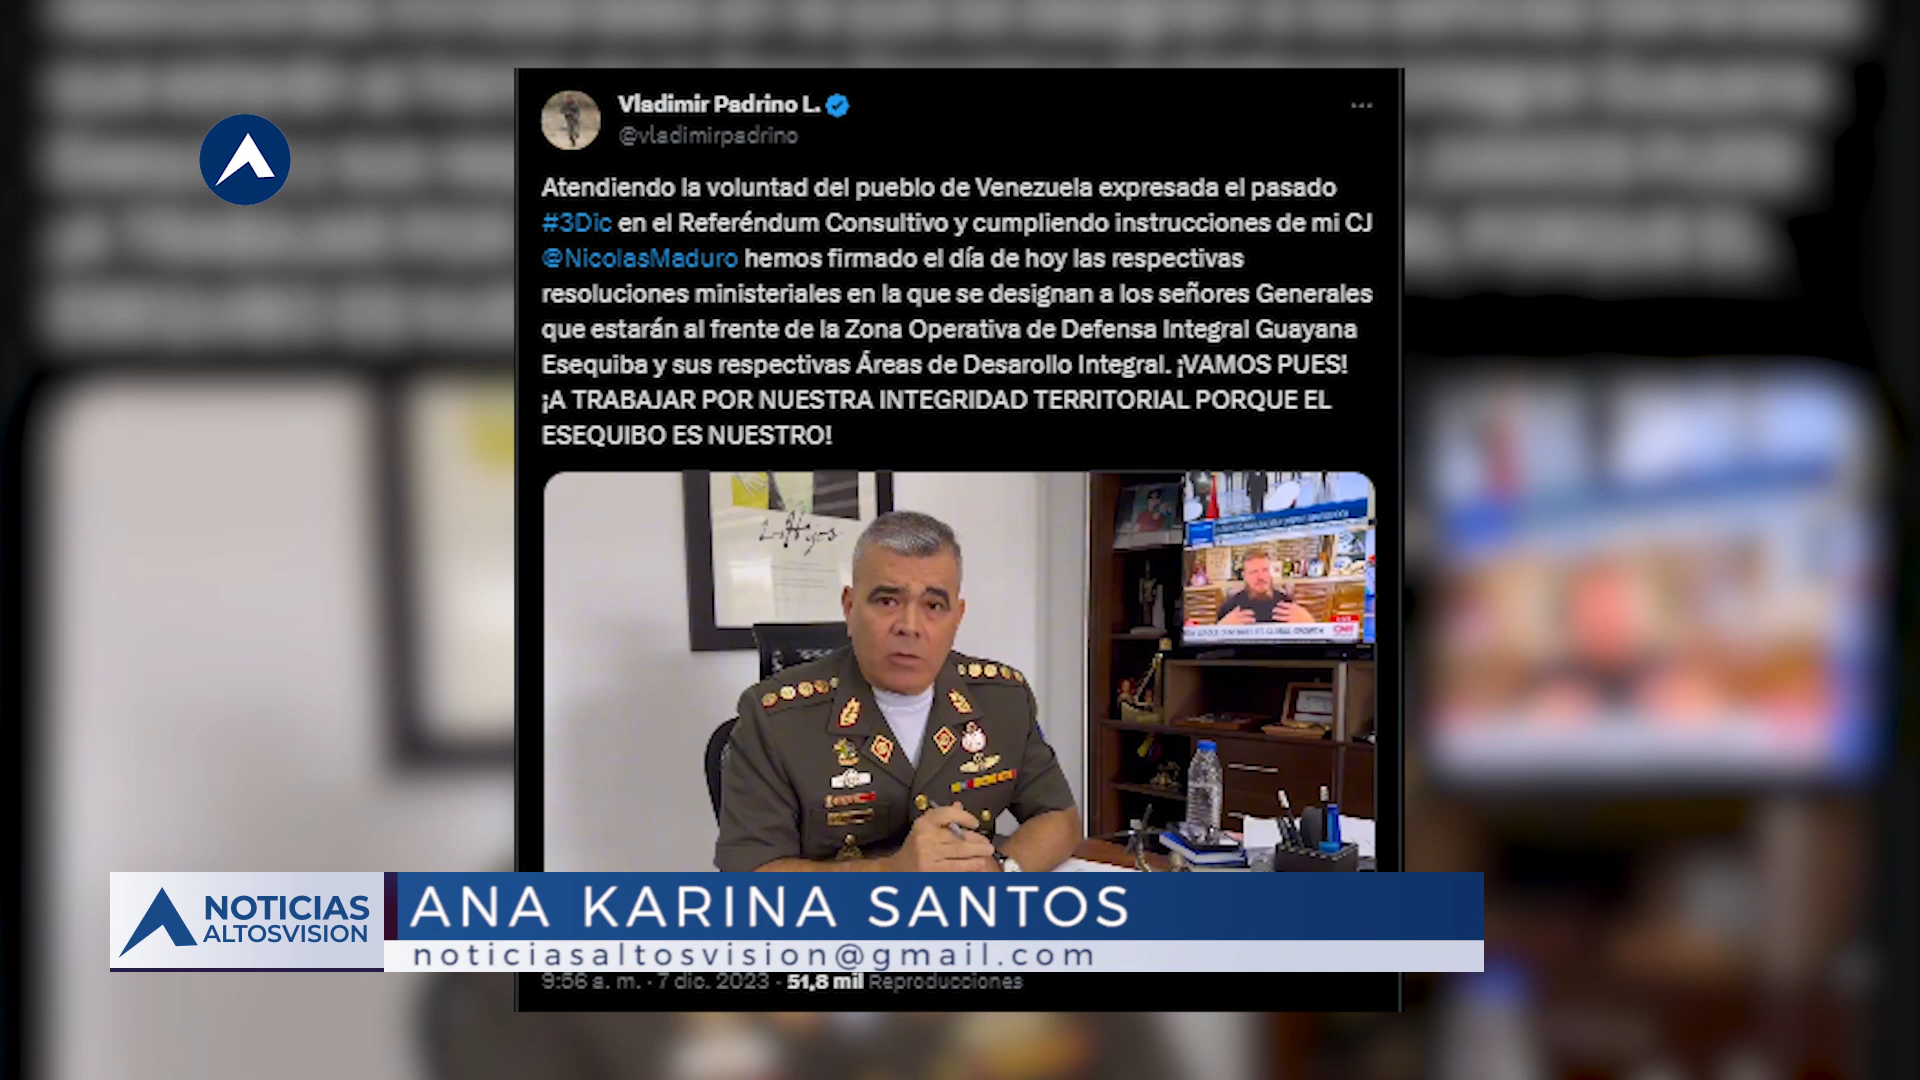 Vladimir Padrino L.
@vladimirpadrino
Atendiendo la voluntad del pueblo de Venezuela expresada el pasado
#3Dic en el Referéndum Consultivo y cumpliendo instrucciones de mi CJ
@NicolasMaduro hemos firmado el día de hoy las respectivas
resoluciones ministeriales en la que se designan a los señores Generales
que estarán al frente de la Zona Operativa de Defensa Integral Guayana
Esequiba y sus respectivas Áreas de Desarollo Integral. ¡VAMOS PUES!
¡A TRABAJAR POR NUESTRA INTEGRIDAD TERRITORIAL PORQUE EL
ESEQUIBO ES NUESTRO!
CNN
NOTICIAS
ALTOSVISION
ANA KARINA SANTOS
noticiasaltosvision@gmail.com
9:56 a. m. · 7 dic. 2023 · 51,8 mil Reproducciones